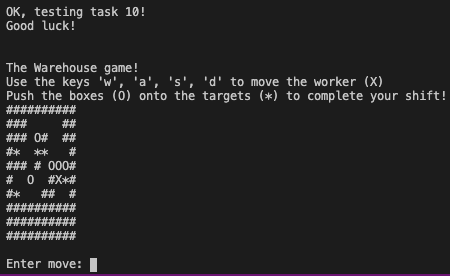 OK, testing task 10!
Good luck!

The Warehouse game!
Use the keys 'w', 'a', 's', 'd' to move the worker (X)
Push the boxes (O) onto the targets (*) to complete your shift!
##########
###     ##
### O#  ##
#*  **   #
### # OOO#
#  O  #X*#
#*   ##  #
##########
##########
##########

Enter move: